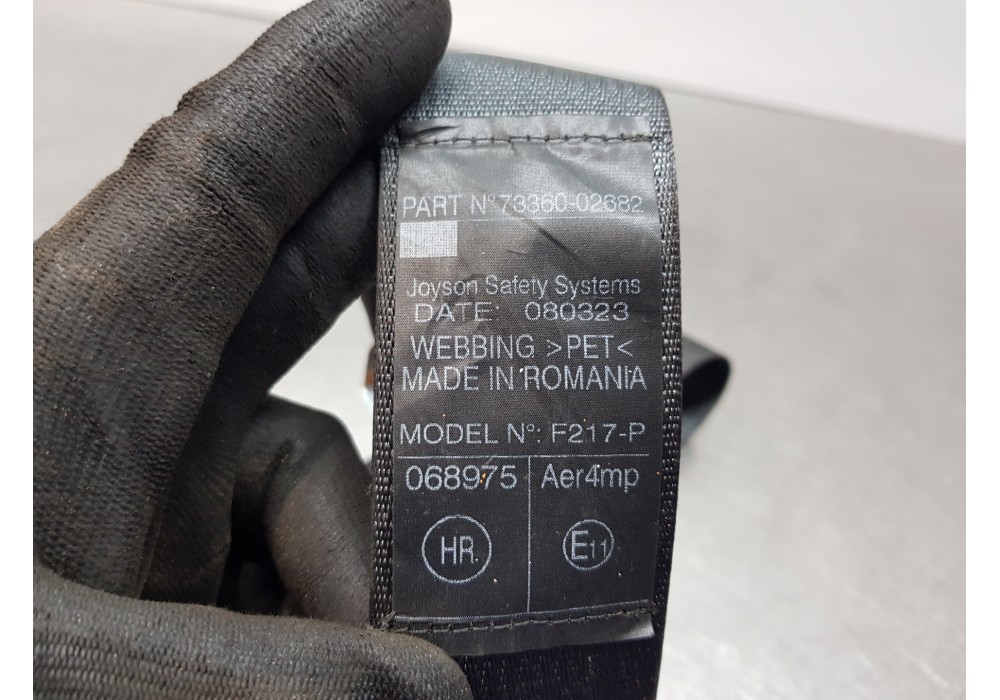 PART N° 73360-02682
Joyson Safety Systems
DATE: 080323
WEBBING >PET<
MADE IN ROMANIA
MODEL N°: F217-P
068975 Aer4mp
HR E11